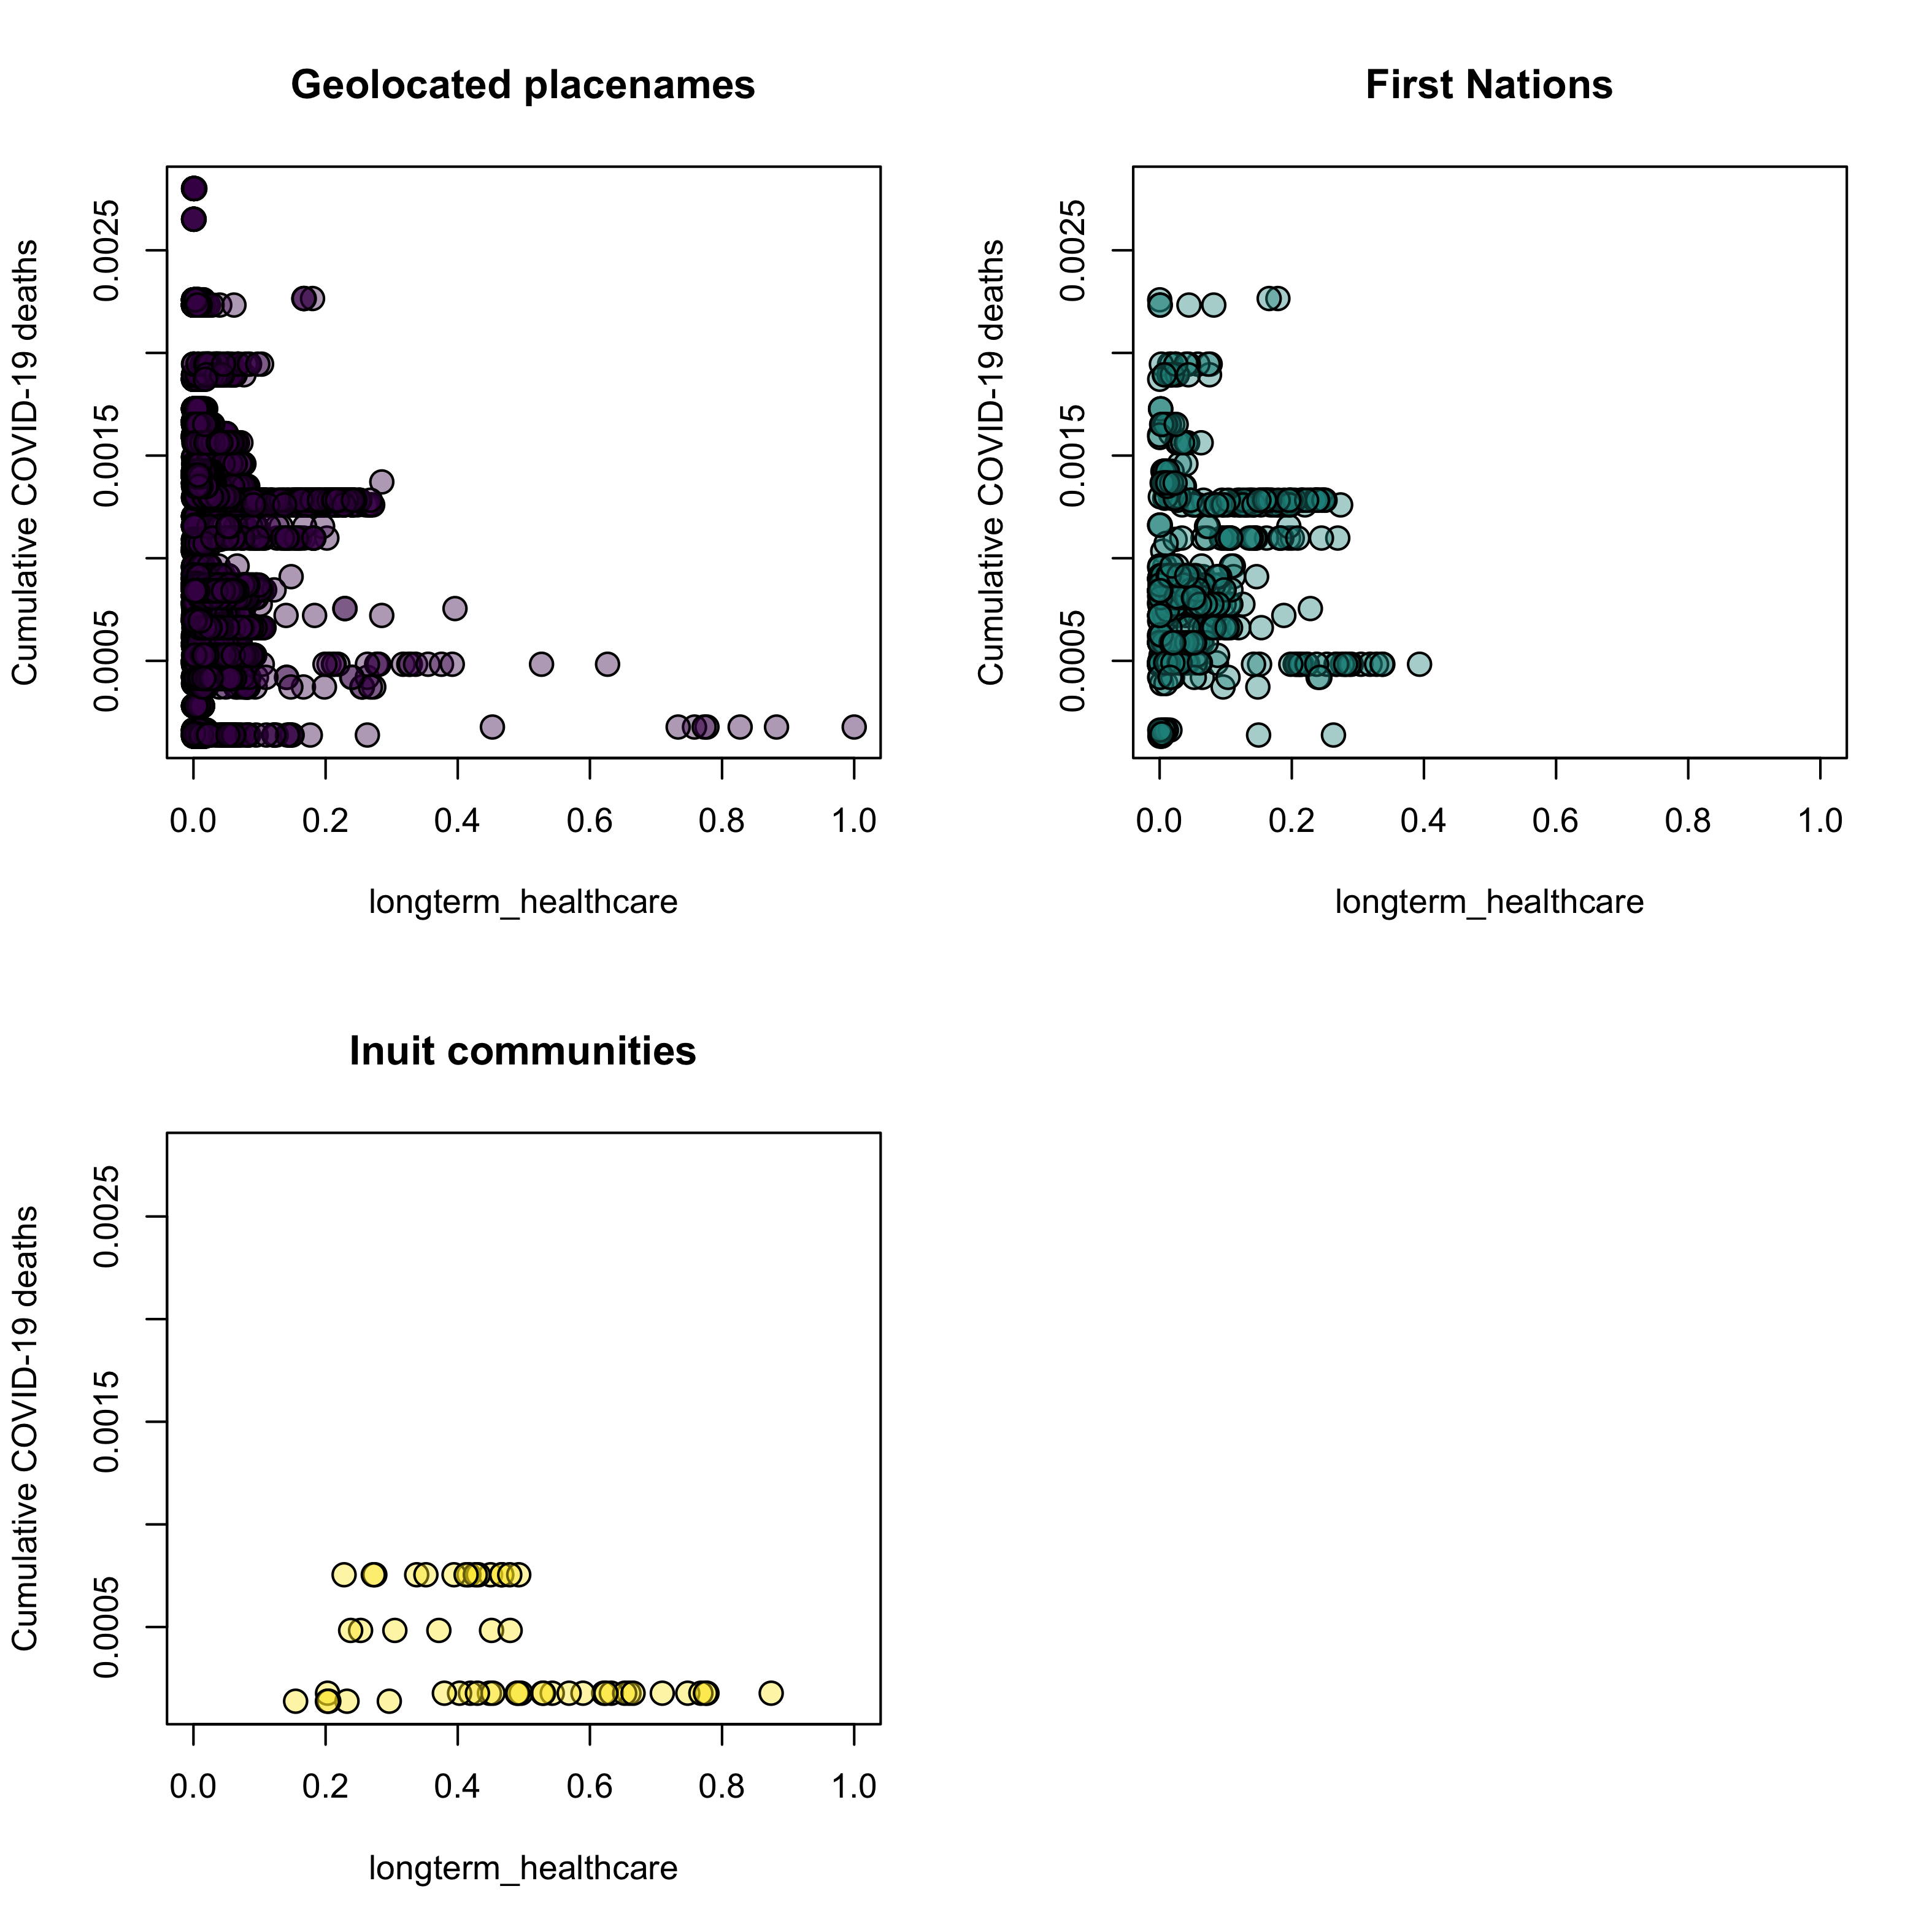 Geolocated placenames
Cumulative COVID-19 deaths
0.0025
0.0015
0.0005
0.0 0.2 0.4 0.6 0.8 1.0
longterm_healthcare
First Nations
Cumulative COVID-19 deaths
0.0025
0.0015
0.0005
0.0 0.2 0.4 0.6 0.8 1.0
longterm_healthcare
Inuit communities
Cumulative COVID-19 deaths
0.0025
0.0015
0.0005
0.0 0.2 0.4 0.6 0.8 1.0
longterm_healthcare